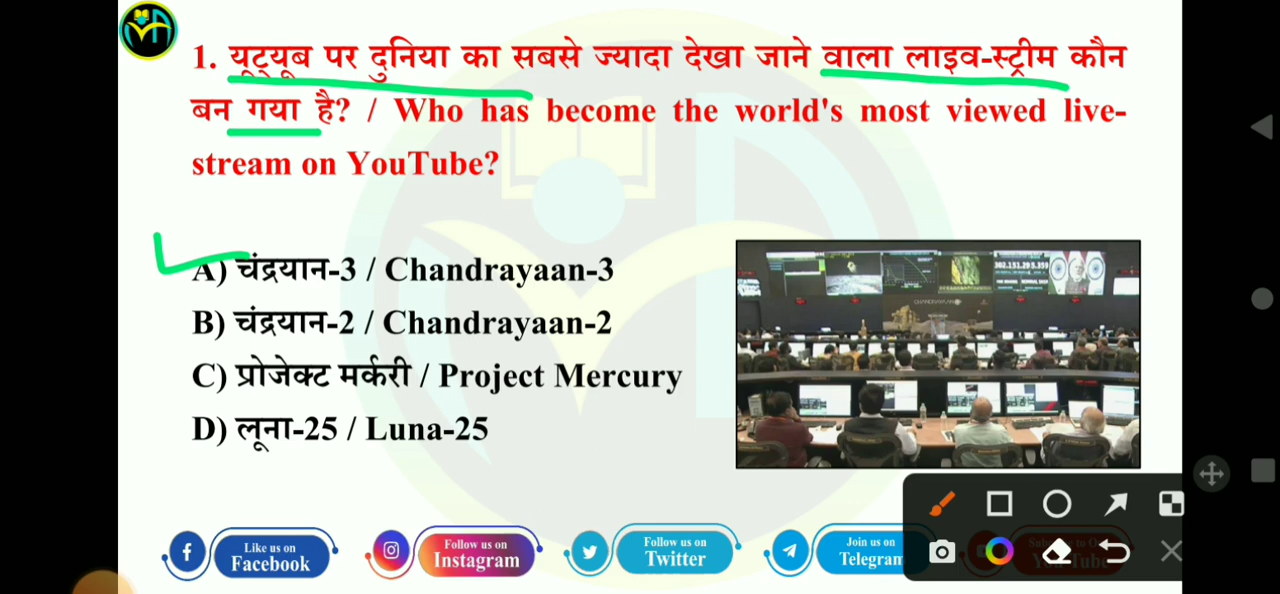 1. यूट्यूब पर दुनिया का सबसे ज्यादा देखा जाने वाला लाइव-स्ट्रीम कौन
बन गया है? / Who has become the world's most viewed live-
stream on YouTube?
A) चंद्रयान-3 / Chandrayaan-3
B) चंद्रयान-2 / Chandrayaan-2
C) प्रोजेक्ट मर्करी / Project Mercury
D) लूना-25 / Luna-25
CHANDRAYAAN
Like us on
Facebook
Follow us on
Instagram
Follow us on
Twitter
Join us on
Telegram